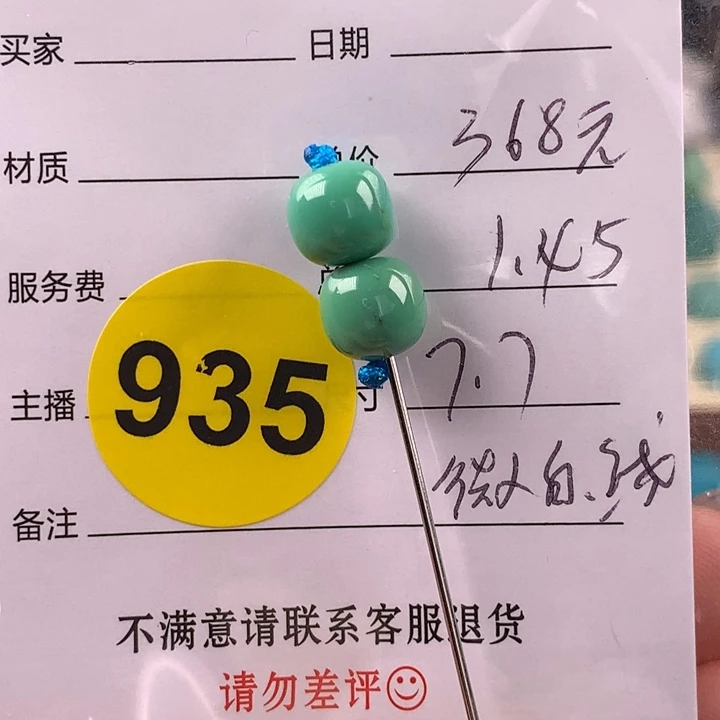 买家 日期
材质 单价 368元
服务费 1.45
935
主播 寸 7.7
微白.线
备注
不满意请联系客服退货
请勿差评